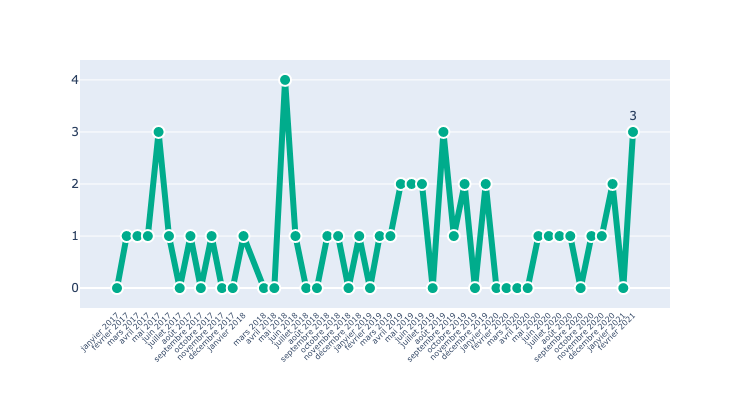 4
3
2
1
0
3
janvier 2017
février 2017
mars 2017
avril 2017
mai 2017
juin 2017
juillet 2017
août 2017
septembre 2017
octobre 2017
novembre 2017
décembre 2017
janvier 2018
mars 2018
avril 2018
mai 2018
juin 2018
juillet 2018
août 2018
septembre 2018
octobre 2018
novembre 2018
décembre 2018
janvier 2019
février 2019
mars 2019
avril 2019
mai 2019
juin 2019
juillet 2019
août 2019
septembre 2019
octobre 2019
novembre 2019
décembre 2019
janvier 2020
février 2020
mars 2020
avril 2020
mai 2020
juin 2020
juillet 2020
août 2020
septembre 2020
octobre 2020
novembre 2020
décembre 2020
janvier 2021
février 2021